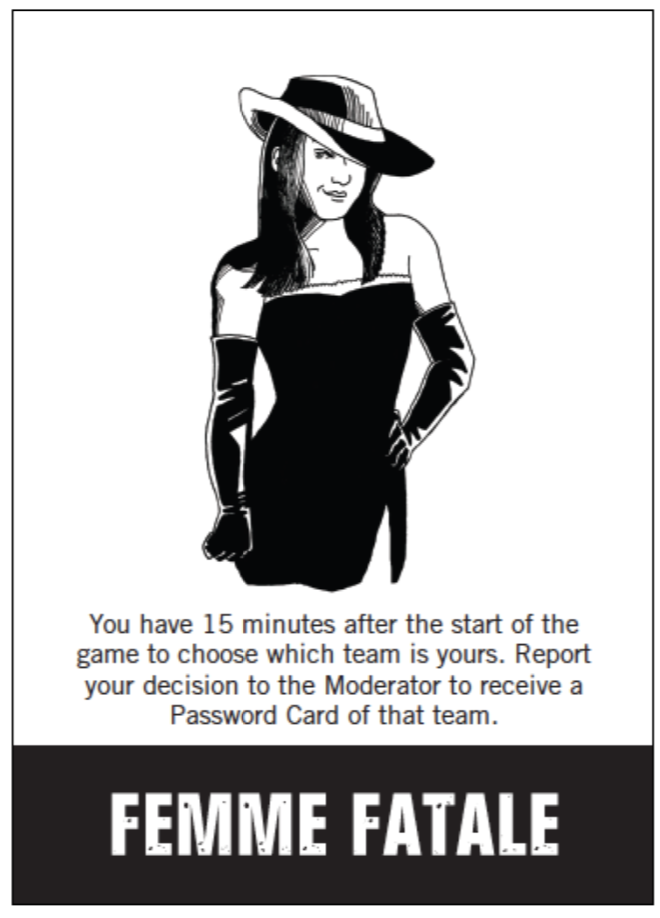 You have 15 minutes after the start of the
game to choose which team is yours. Report
your decision to the Moderator to receive a
Password Card of that team.
FEMME FATALE